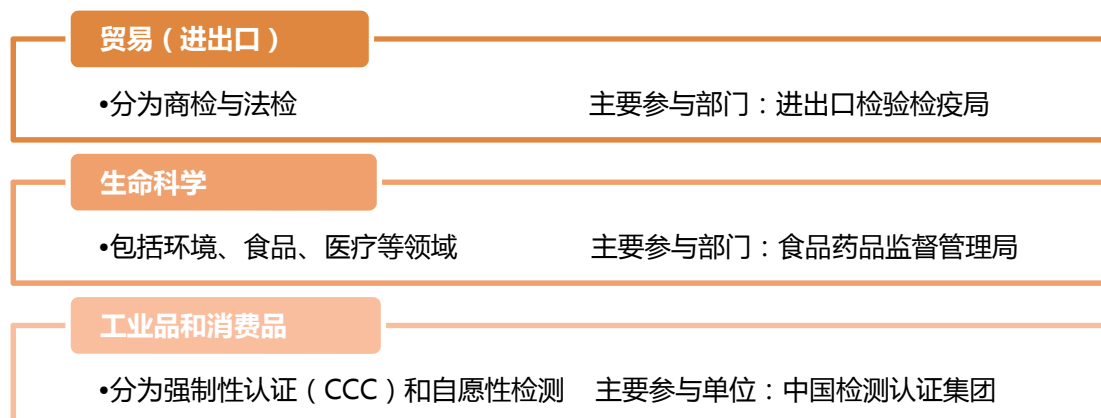 贸易（进出口）
•分为商检与法检 主要参与部门：进出口检验检疫局
生命科学
•包括环境、食品、医疗等领域 主要参与部门：食品药品监督管理局
工业品和消费品
•分为强制性认证（CCC）和自愿性检测 主要参与单位：中国检测认证集团